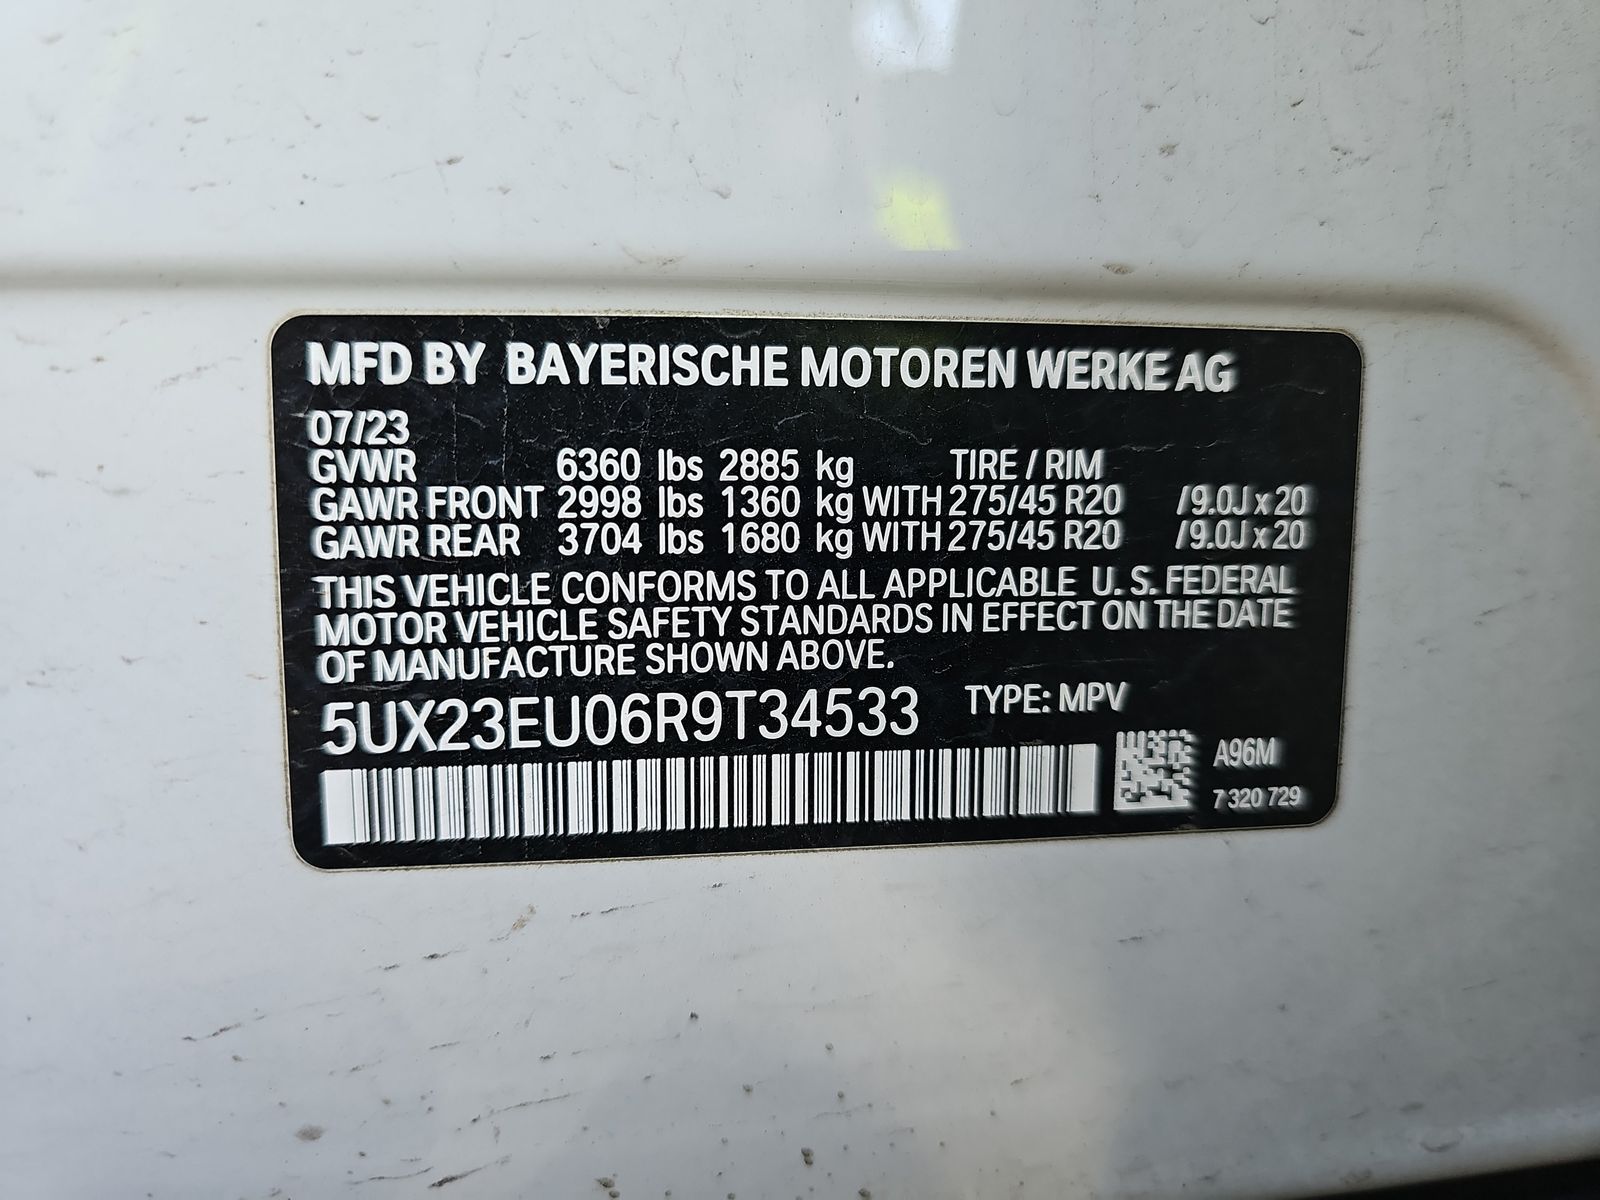 MFD BY BAYERISCHE MOTOREN WERKE AG
07/23
GVWR 6360 lbs 2885 kg TIRE / RIM
GAWR FRONT 2998 lbs 1360 kg WITH 275/45 R20 /9.0J x 20
GAWR REAR 3704 lbs 1680 kg WITH 275/45 R20 /9.0J x 20
THIS VEHICLE CONFORMS TO ALL APPLICABLE U. S. FEDERAL
MOTOR VEHICLE SAFETY STANDARDS IN EFFECT ON THE DATE
OF MANUFACTURE SHOWN ABOVE.
5UX23EU06R9T34533 TYPE: MPV
A96M
7 320 729